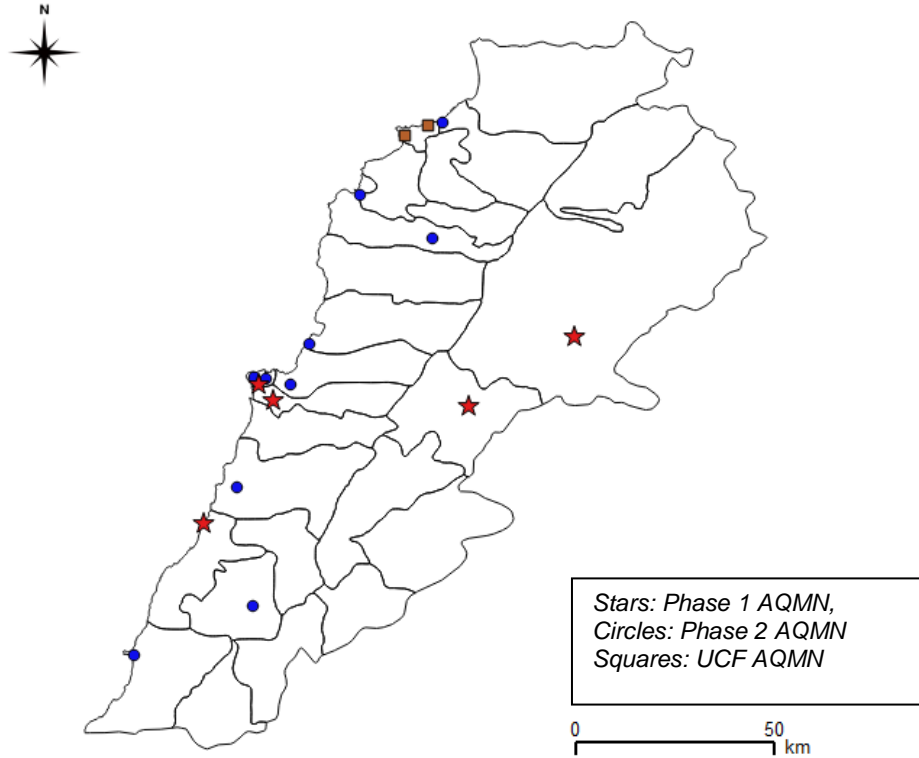 N
Stars: Phase 1 AQMN,
Circles: Phase 2 AQMN
Squares: UCF AQMN
0 50
km